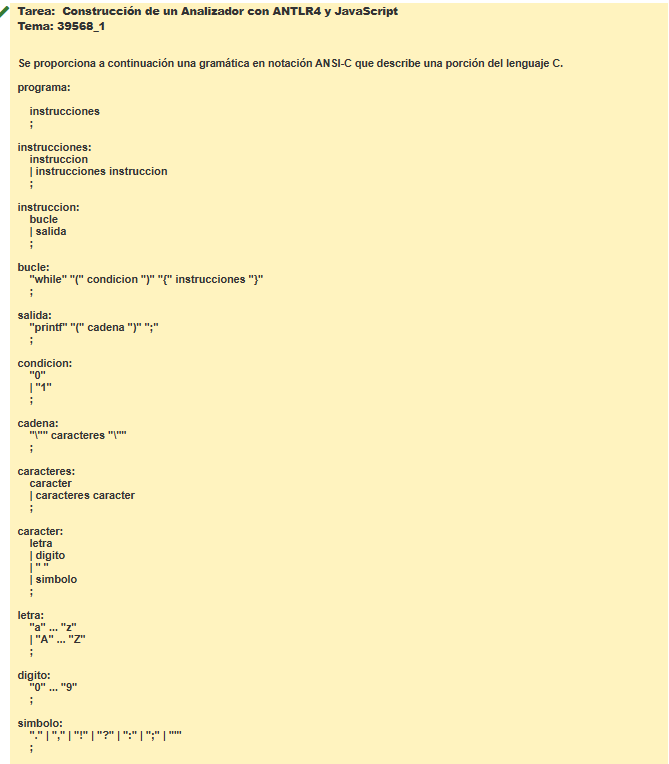 Tarea: Construcción de un Analizador con ANTLR4 y JavaScript
Tema: 39568_1
Se proporciona a continuación una gramática en notación ANSI-C que describe una porción del lenguaje C.
programa:
instrucciones
;
instrucciones:
instruccion
| instrucciones instruccion
;
instruccion:
bucle
| salida
;
bucle:
"while" "(" condicion ")" "{" instrucciones "}"
;
salida:
"printf" "(" cadena ")" ";"
;
condicion:
"0"
| "1"
;
cadena:
"\"" caracteres "\""
;
caracteres:
caracter
| caracteres caracter
;
caracter:
letra
| digito
| " "
| simbolo
;
letra:
"a" ... "z"
| "A" ... "Z"
;
digito:
"0" ... "9"
;
simbolo:
"." | "," | "!" | "?" | ":" | ";" | "'"
;